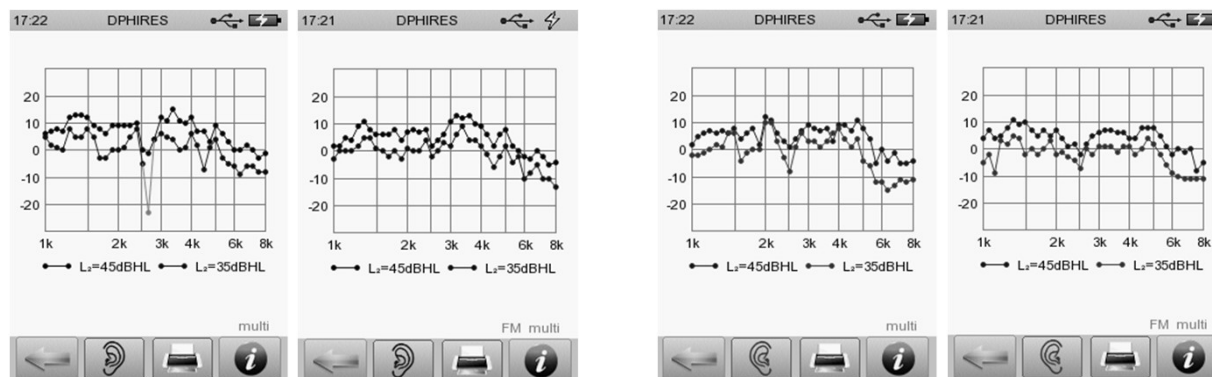 17:22 DPHIRES
20
10
0
-10
-20
1k 2k 3k 4k 6k 8k
L₂=45dBHL L₂=35dBHL
multi
17:21 DPHIRES
20
10
0
-10
-20
1k 2k 3k 4k 6k 8k
L₂=45dBHL L₂=35dBHL
FM multi
17:22 DPHIRES
20
10
0
-10
-20
1k 2k 3k 4k 6k 8k
L₂=45dBHL L₂=35dBHL
multi
17:21 DPHIRES
20
10
0
-10
-20
1k 2k 3k 4k 6k 8k
L₂=45dBHL L₂=35dBHL
FM multi